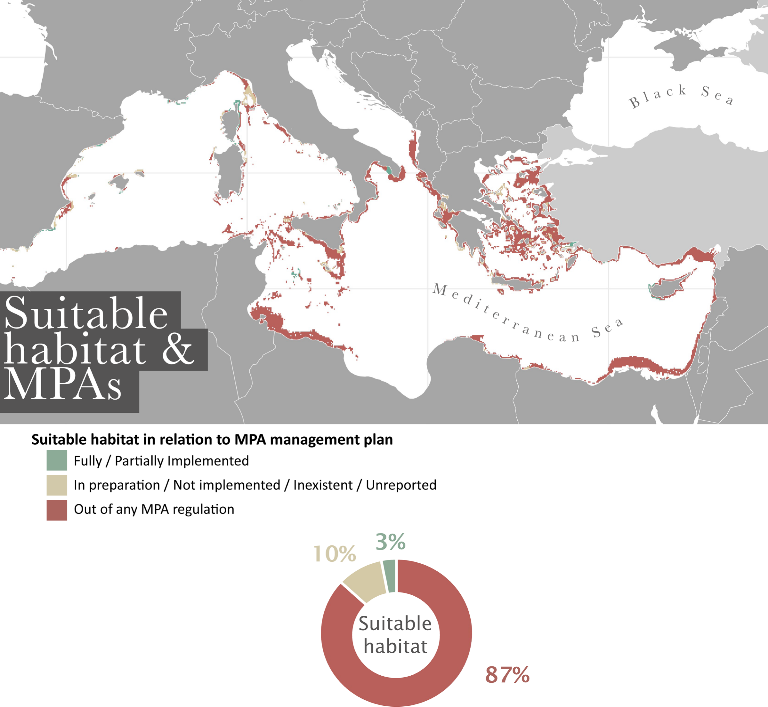 Black Sea
Mediterranean Sea
Suitable
habitat &
MPAs
Suitable habitat in relation to MPA management plan
Fully / Partially Implemented
In preparation / Not implemented / Inexistent / Unreported
Out of any MPA regulation
3%
10%
Suitable
habitat
87%